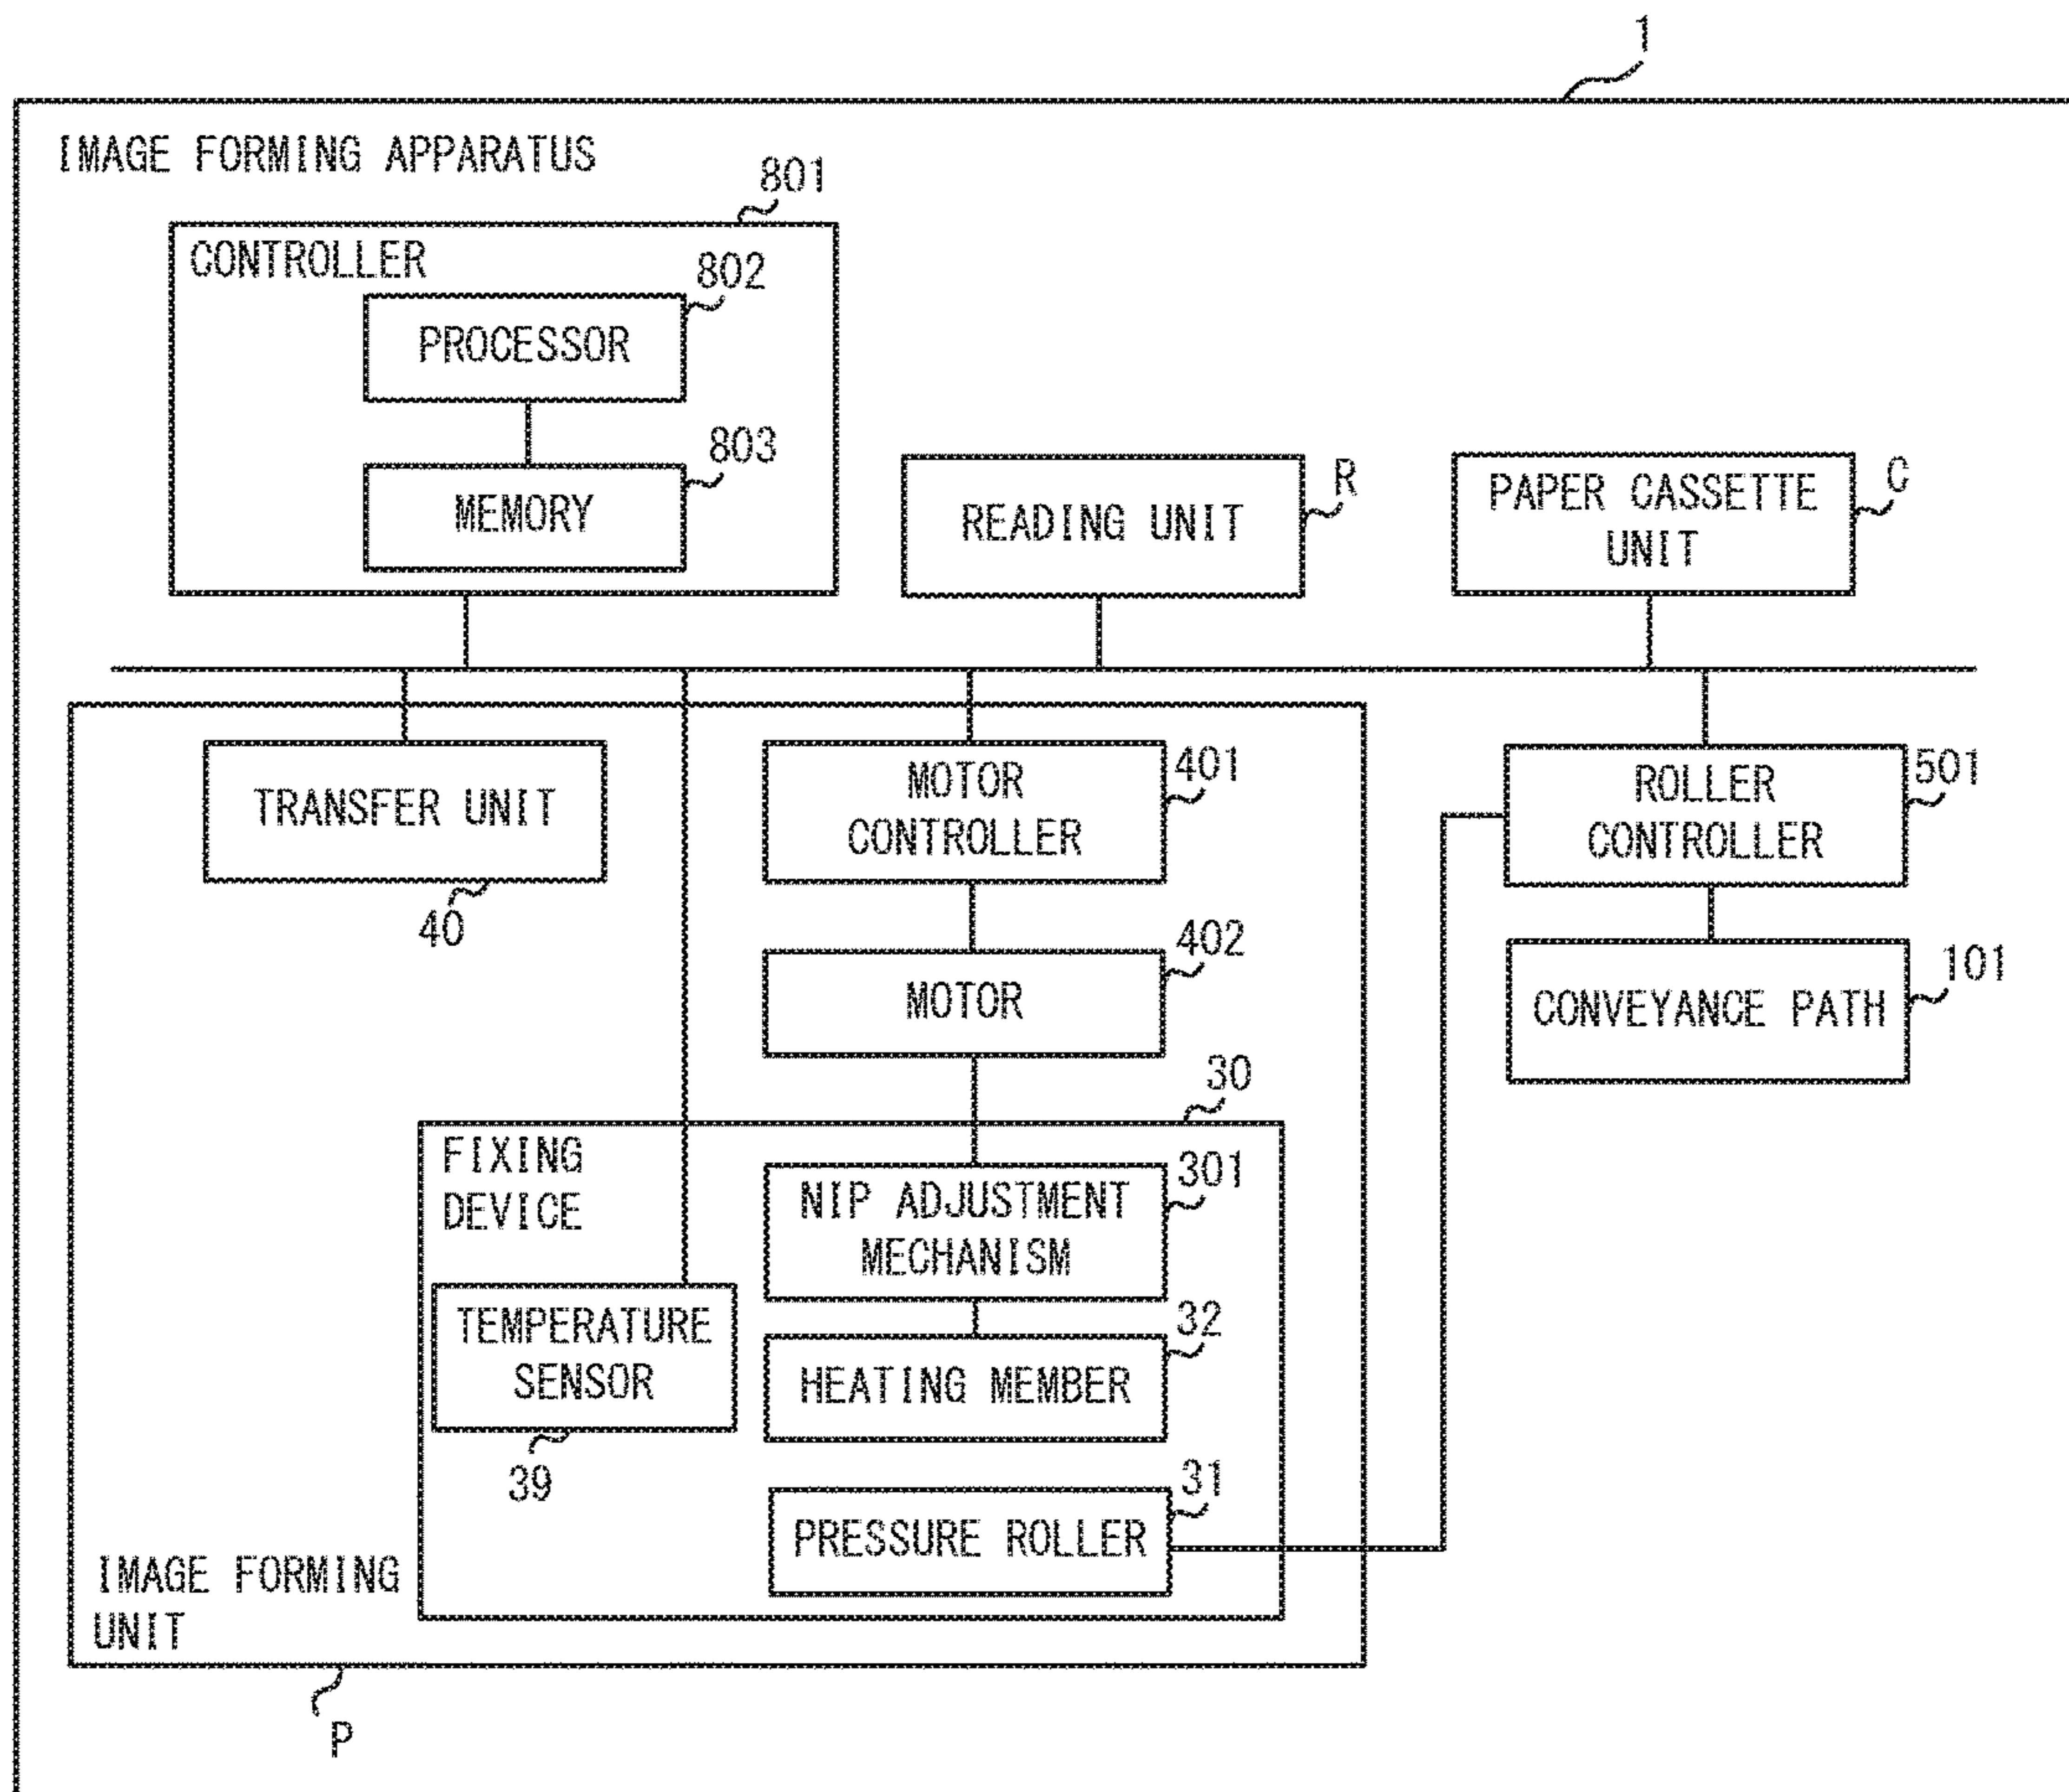 1
IMAGE FORMING APPARATUS
801
CONTROLLER
802
PROCESSOR
803
MEMORY
READING UNIT
R
PAPER CASSETTE
UNIT
C
TRANSFER UNIT
40
MOTOR
CONTROLLER
401
ROLLER
CONTROLLER
501
MOTOR
402
CONVEYANCE PATH
101
30
FIXING
DEVICE
NIP ADJUSTMENT
MECHANISM
301
TEMPERATURE
SENSOR
39
HEATING MEMBER
32
PRESSURE ROLLER
31
IMAGE FORMING
UNIT
P